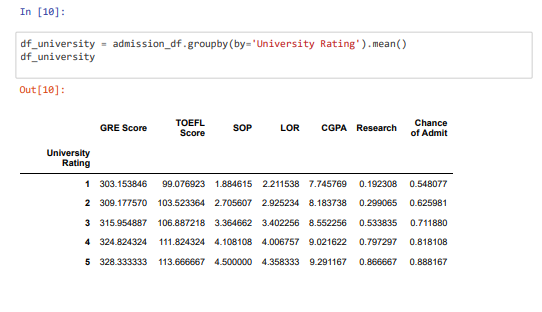 In [10]:
df_university = admission_df.groupby(by='University Rating').mean()
df_university
Out[10]:
GRE Score TOEFL Score SOP LOR CGPA Research Chance of Admit
University Rating
1 303.153846 99.076923 1.884615 2.211538 7.745769 0.192308 0.548077
2 309.177570 103.523364 2.705607 2.925234 8.183738 0.299065 0.625981
3 315.954887 106.887218 3.364662 3.402256 8.552256 0.533835 0.711880
4 324.824324 111.824324 4.108108 4.006757 9.021622 0.797297 0.818108
5 328.333333 113.666667 4.500000 4.358333 9.291167 0.866667 0.888167